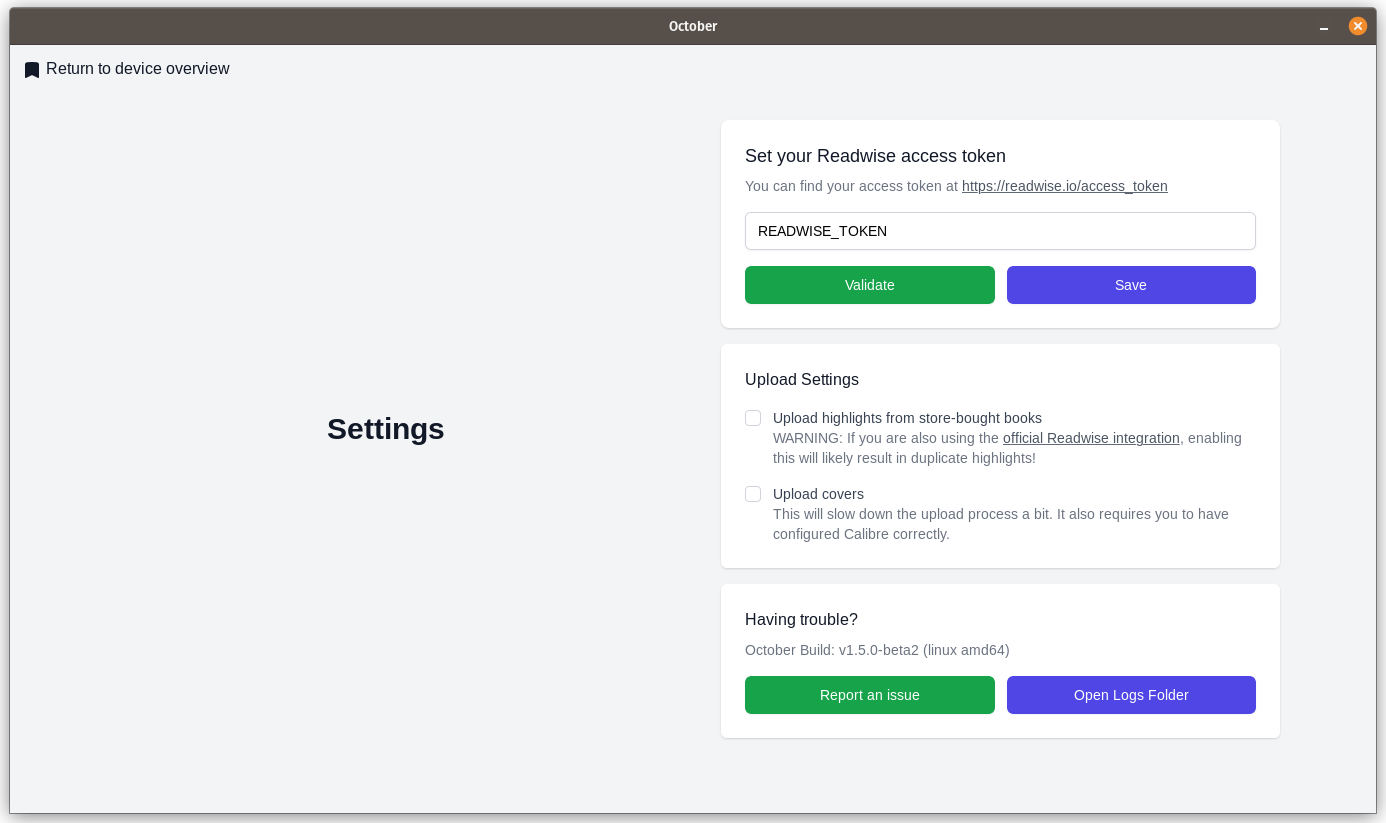 October
Return to device overview
Settings
Set your Readwise access token
You can find your access token at https://readwise.io/access_token
READWISE_TOKEN
Validate
Save
Upload Settings
Upload highlights from store-bought books
WARNING: If you are also using the official Readwise integration, enabling
this will likely result in duplicate highlights!
Upload covers
This will slow down the upload process a bit. It also requires you to have
configured Calibre correctly.
Having trouble?
October Build: v1.5.0-beta2 (linux amd64)
Report an issue
Open Logs Folder